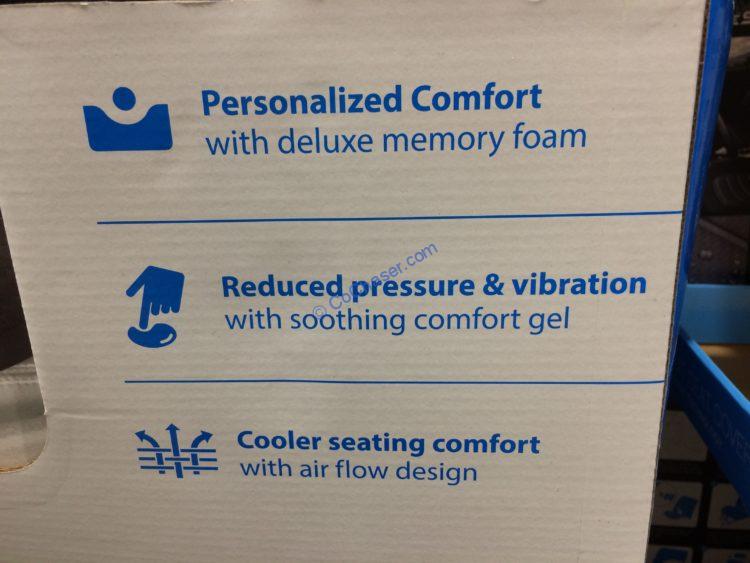 Personalized Comfort
with deluxe memory foam
Reduced pressure & vibration
with soothing comfort gel
Cooler seating comfort
with air flow design